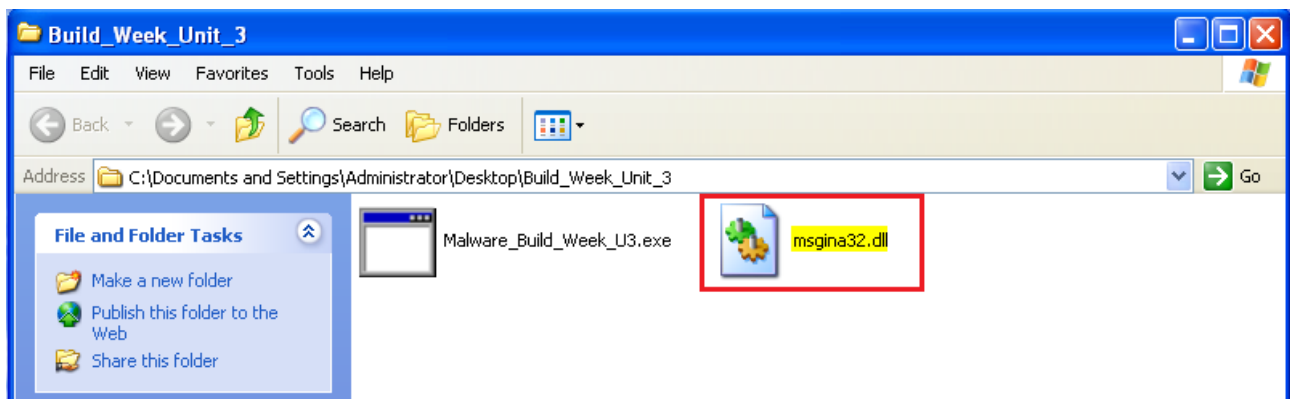 Build_Week_Unit_3
File Edit View Favorites Tools Help
Back Search Folders
Address C:\Documents and Settings\Administrator\Desktop\Build_Week_Unit_3 Go
File and Folder Tasks
Make a new folder
Publish this folder to the
Web
Share this folder
Malware_Build_Week_U3.exe
msgina32.dll